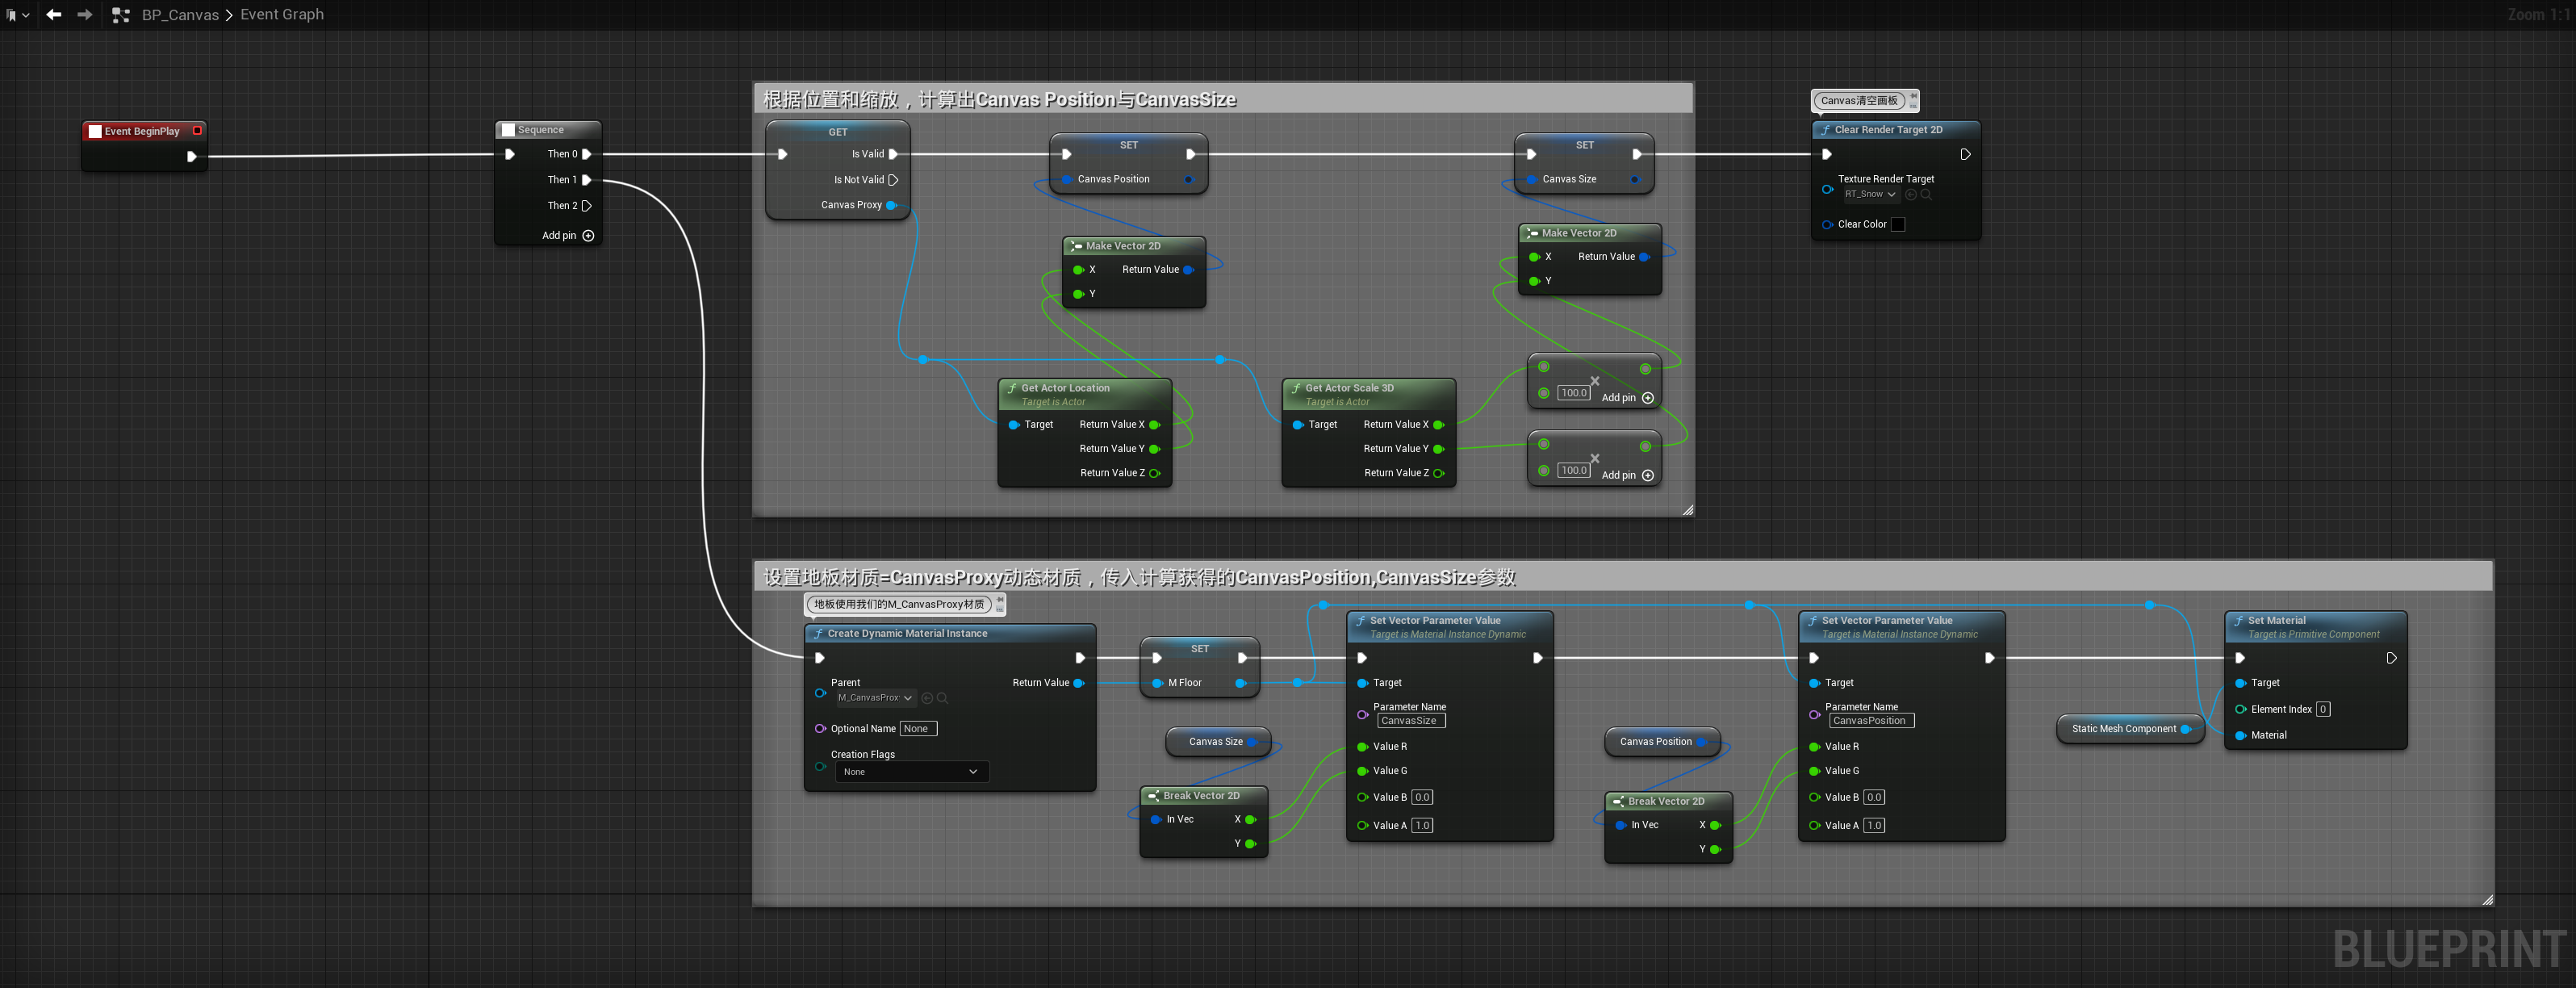 BP_Canvas > Event Graph
Zoom 1:1
根据位置和缩放，计算出Canvas Position与CanvasSize
Canvas清空画板
Event BeginPlay
Sequence
Then 0
Then 1
Then 2
Add pin
GET
Is Valid
Is Not Valid
Canvas Proxy
SET
Canvas Position
Make Vector 2D
X Return Value
Y
Get Actor Location
Target is Actor
Target Return Value X
Return Value Y
Return Value Z
Get Actor Scale 3D
Target is Actor
Target Return Value X
Return Value Y
Return Value Z
SET
Canvas Size
Make Vector 2D
X Return Value
Y
100.0 Add pin
100.0 Add pin
Clear Render Target 2D
Texture Render Target
RT_Snow
Clear Color
设置地板材质=CanvasProxy动态材质，传入计算获得的CanvasPosition,CanvasSize参数
地板使用我们的M_CanvasProxy材质
Create Dynamic Material Instance
Parent Return Value
M_CanvasProx
Optional Name None
Creation Flags
None
SET
M Floor
Canvas Size
Break Vector 2D
In Vec X
Y
Set Vector Parameter Value
Target is Material Instance Dynamic
Target
Parameter Name
CanvasSize
Value R
Value G
Value B 0.0
Value A 1.0
Canvas Position
Break Vector 2D
In Vec X
Y
Set Vector Parameter Value
Target is Material Instance Dynamic
Target
Parameter Name
CanvasPosition
Value R
Value G
Value B 0.0
Value A 1.0
Static Mesh Component
Set Material
Target is Primitive Component
Target
Element Index 0
Material
BLUEPRINT